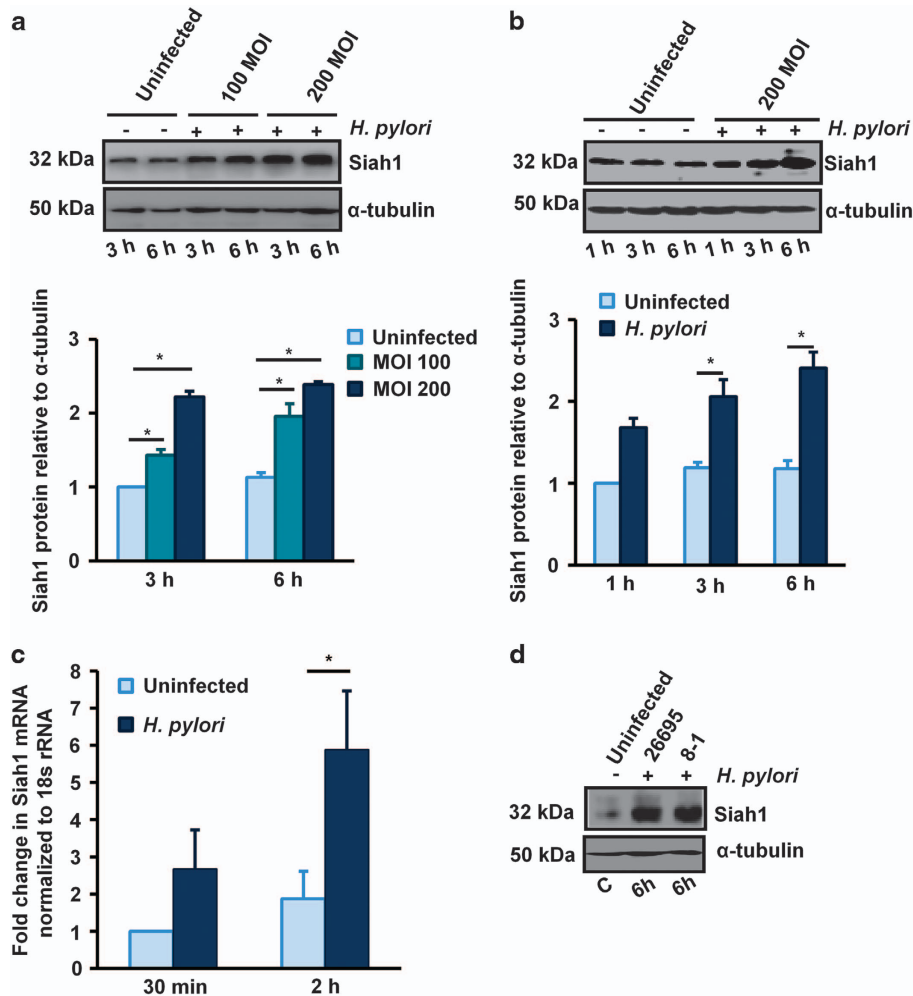 a
Uninfected
100 MOI
200 MOI
- - + + + + H. pylori
32 kDa Siah1
50 kDa α-tubulin
3 h 6 h 3 h 6 h 3 h 6 h
Siah1 protein relative to α-tubulin
3
2
1
0
* * * *
Uninfected
MOI 100
MOI 200
3 h 6 h
b
Uninfected
200 MOI
- - - + + + H. pylori
32 kDa Siah1
50 kDa α-tubulin
1 h 3 h 6 h 1 h 3 h 6 h
Uninfected
H. pylori
Siah1 protein relative to α-tubulin
3
2
1
0
* *
1 h 3 h 6 h
c
Fold change in Siah1 mRNA
normalized to 18s rRNA
8
7
6
5
4
3
2
1
0
Uninfected
H. pylori
*
30 min 2 h
d
Uninfected
26695
8-1
- + + H. pylori
32 kDa Siah1
50 kDa α-tubulin
C 6h 6h